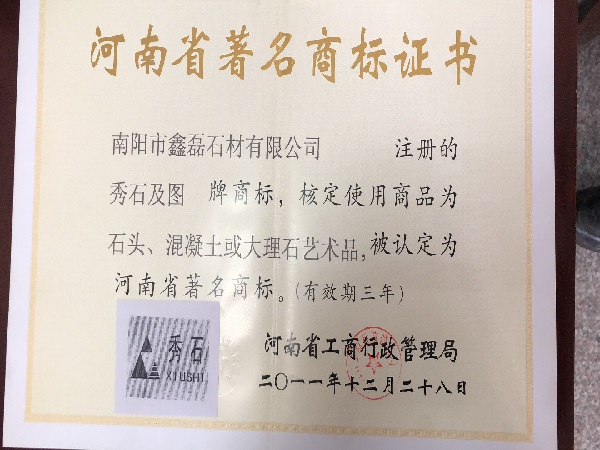 河南省著名商标证书
南阳市鑫磊石材有限公司 注册的
秀石及图 牌商标，核定使用商品为
石头、混凝土或大理石艺术品，被认定为
河南省著名商标。（有效期三年）
秀石
XIUSHI
河南省工商行政管理局
二〇一一年十二月二十八日